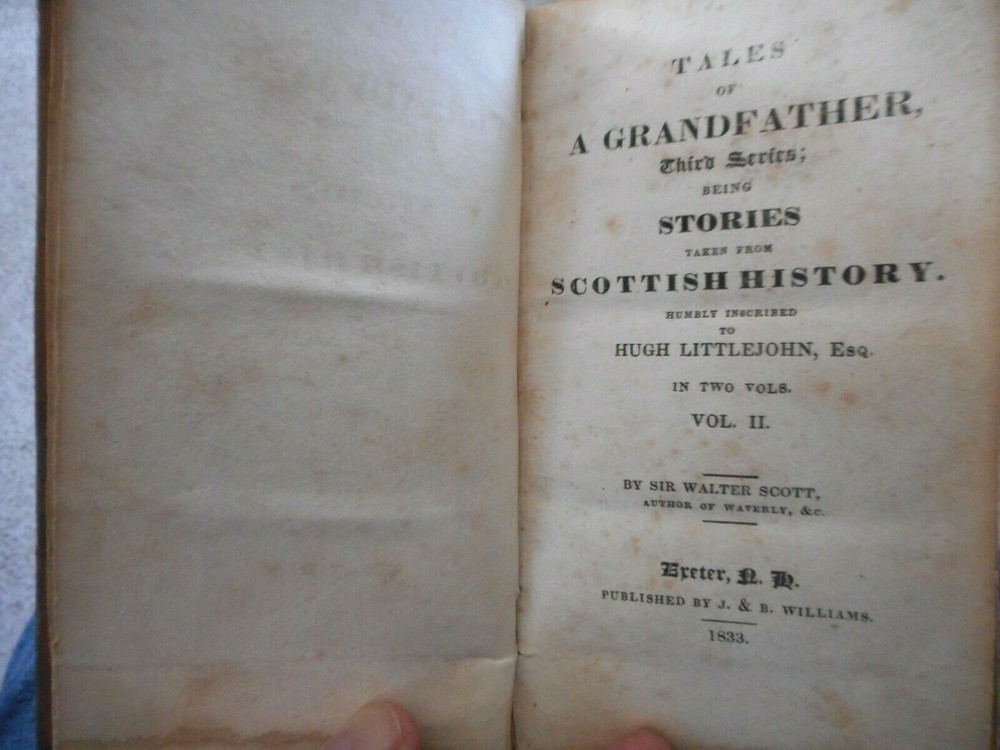 TALES
OF
A GRANDFATHER,
Third Series;
BEING
STORIES
TAKEN FROM
SCOTTISH HISTORY.
HUMBLY INSCRIBED
TO
HUGH LITTLEJOHN, ESQ.
IN TWO VOLS.
VOL. II.
BY SIR WALTER SCOTT,
AUTHOR OF WAVERLY, &C.
Exeter, N. H.
PUBLISHED BY J. & B. WILLIAMS.
1833.